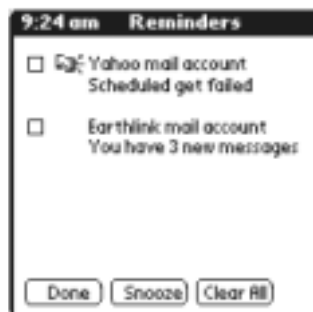 9:24 am Reminders
Yahoo mail account
Scheduled get failed
Earthlink mail account
You have 3 new messages
Done Snooze Clear All